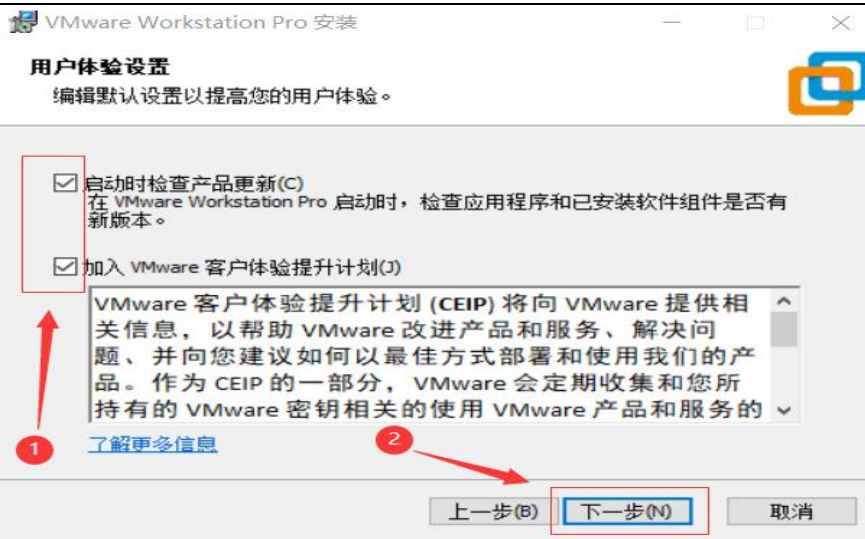 VMware Workstation Pro 安装
用户体验设置
编辑默认设置以提高您的用户体验。
启动时检查产品更新(C)
在 VMware Workstation Pro 启动时，检查应用程序和已安装软件组件是否有
新版本。
加入 VMware 客户体验提升计划(J)
VMware 客户体验提升计划 (CEIP) 将向 VMware 提供相
关信息，以帮助 VMware 改进产品和服务、解决问
题、并向您建议如何以最佳方式部署和使用我们的产
品。作为 CEIP 的一部分，VMware 会定期收集和您所
持有的 VMware 密钥相关的使用 VMware 产品和服务的
了解更多信息
1
2
上一步(B) 下一步(N) 取消